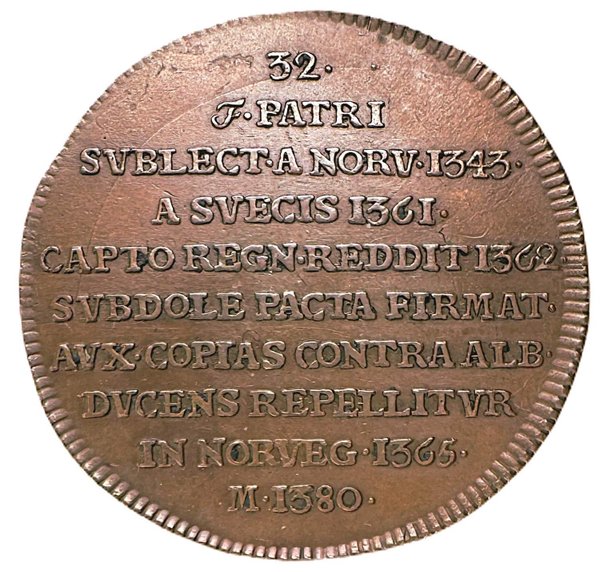 32·
F·PATRI
SVBLECT·A NORV·1343·
A SVECIS 1361·
CAPTO REGN·REDDIT 1362
SVBDOLE PACTA FIRMAT·
AVX·COPIAS CONTRA ALB·
DVCENS REPELLITVR
IN NORVEG·1365·
M·1380·